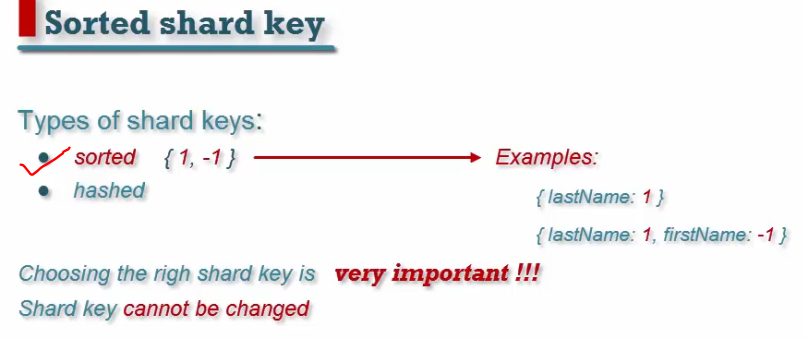 Sorted shard key
Types of shard keys:
sorted { 1, -1 }
Examples:
hashed
{ lastName: 1 }
{ lastName: 1, firstName: -1 }
Choosing the righ shard key is very important !!!
Shard key cannot be changed